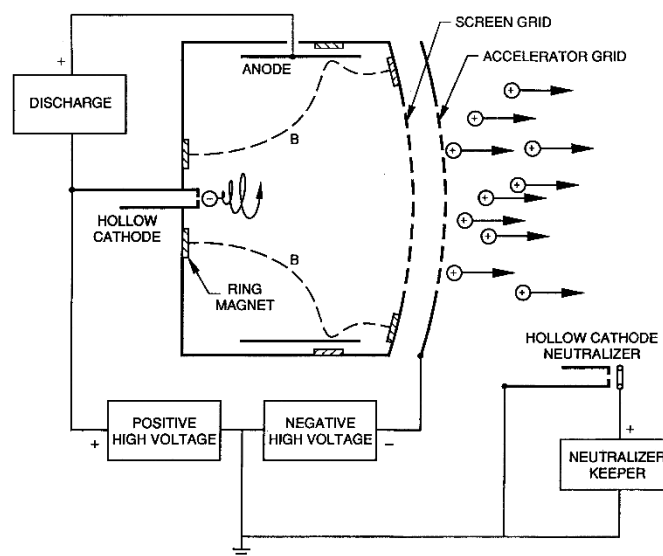 SCREEN GRID
ACCELERATOR GRID
+
ANODE
DISCHARGE
B
−
HOLLOW
CATHODE
B
RING
MAGNET
+
+
+
+
+
+
+
+
+
+
+
HOLLOW CATHODE
NEUTRALIZER
+
POSITIVE
HIGH VOLTAGE
NEGATIVE
HIGH VOLTAGE
−
+
NEUTRALIZER
KEEPER